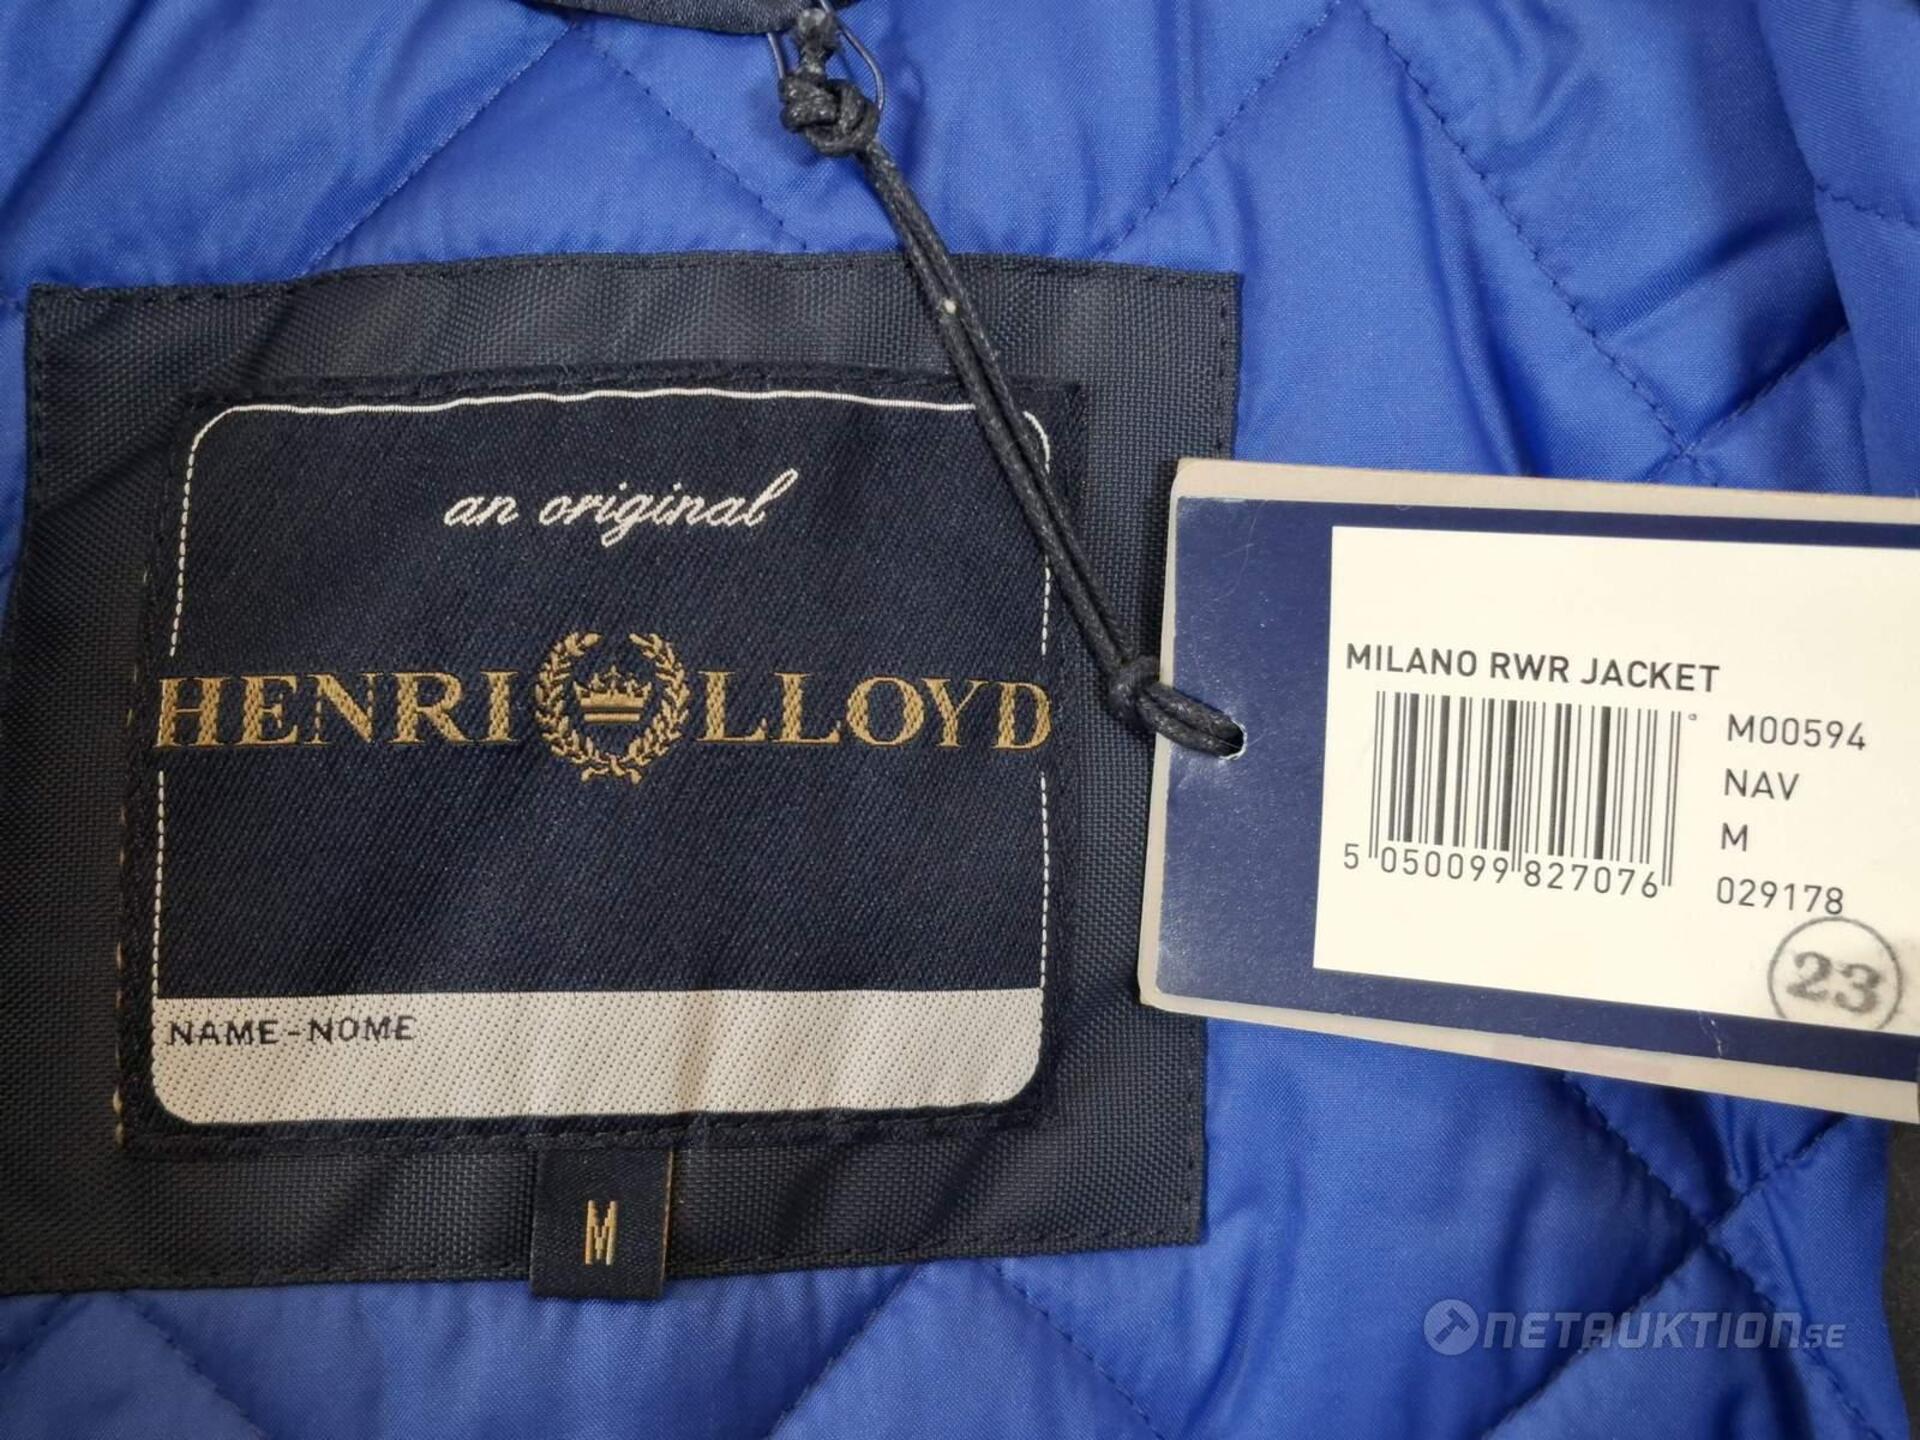 an original
HENRI LLOYD
NAME-NOME
M
MILANO RWR JACKET
M00594
NAV
M
5 050099 827076
029178
23
NETAUKTION.SE